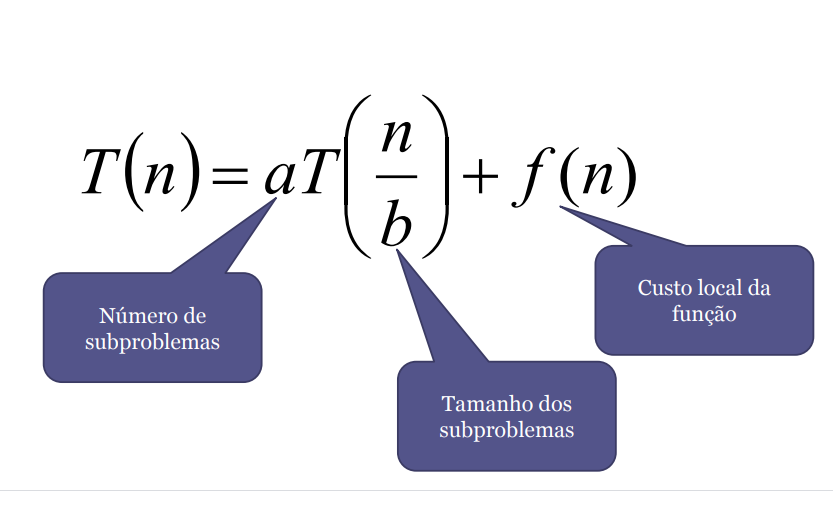 T(n) = aT(n/b) + f(n)
Número de
subproblemas
Tamanho dos
subproblemas
Custo local da
função